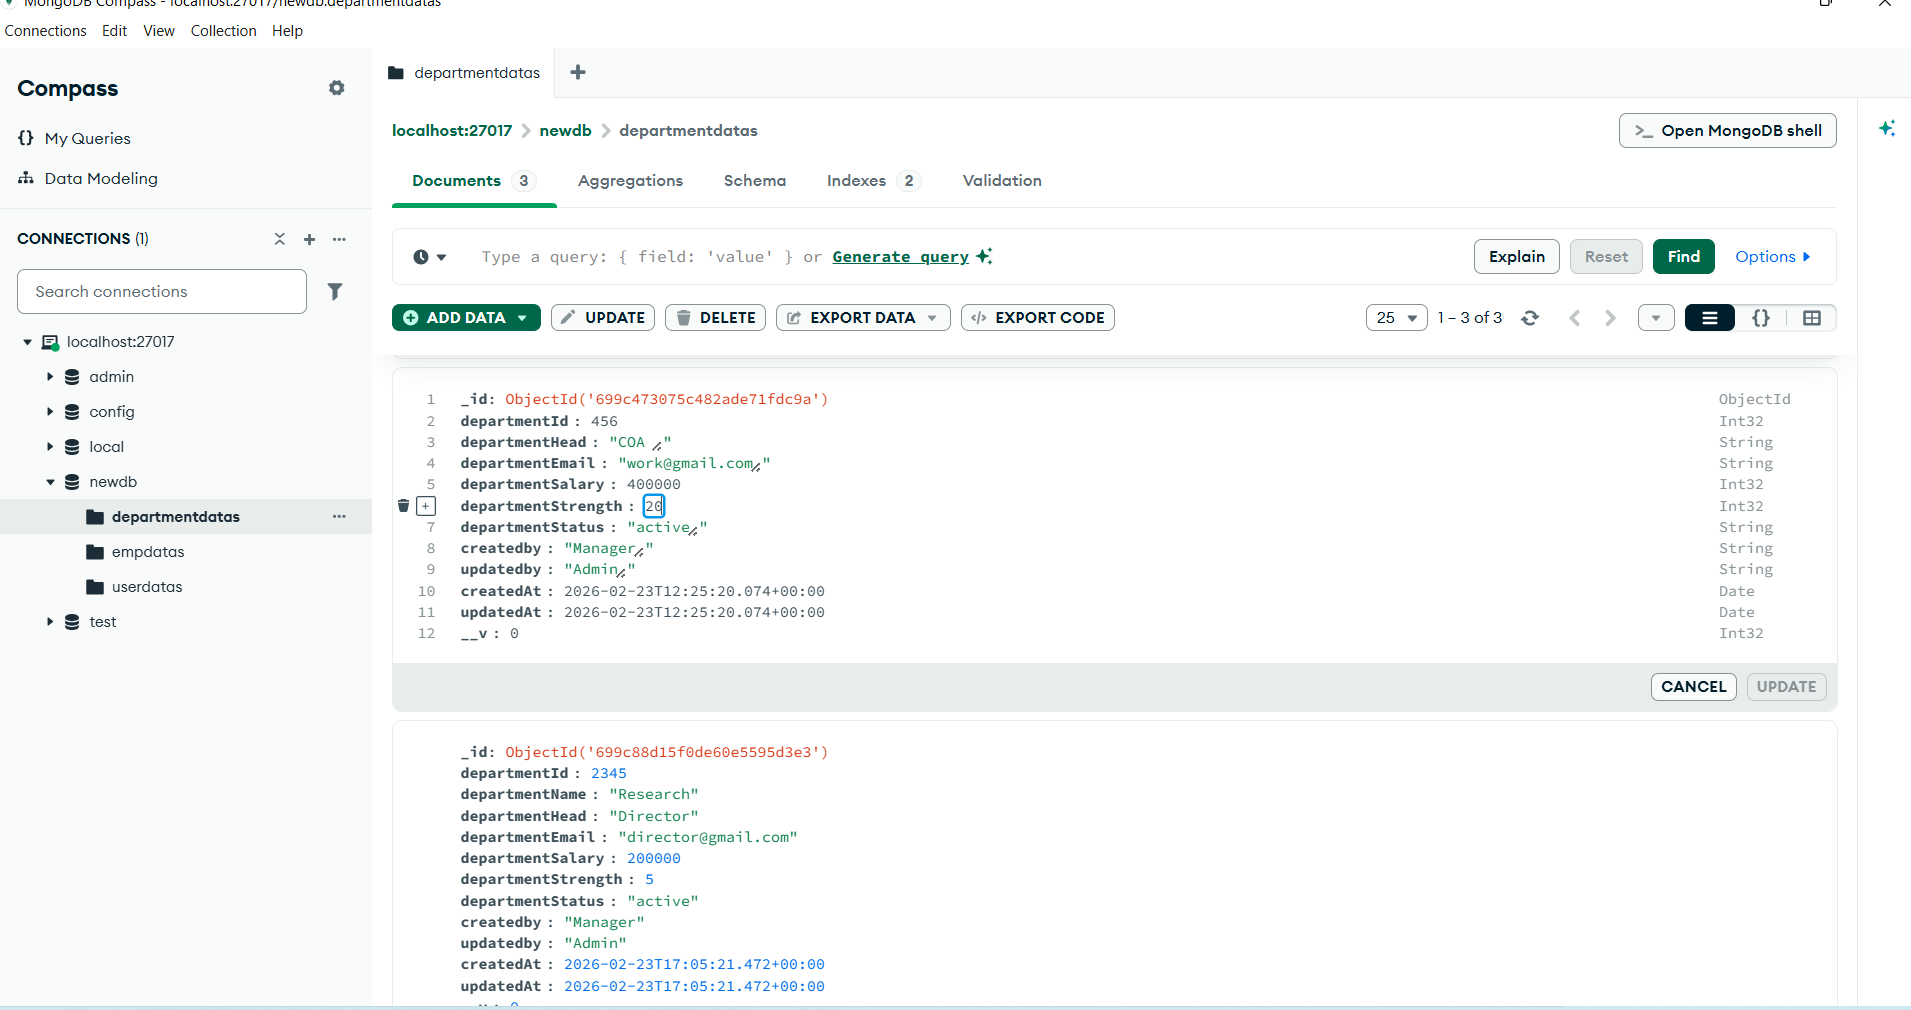 MongoDB Compass - localhost:27017/newdb.departmentdatas
Connections Edit View Collection Help
Compass
{} My Queries
Data Modeling
CONNECTIONS (1)
Search connections
localhost:27017
admin
config
local
newdb
departmentdatas
empdatas
userdatas
test
departmentdatas
localhost:27017 > newdb > departmentdatas
>_ Open MongoDB shell
Documents 3 Aggregations Schema Indexes 2 Validation
Type a query: { field: 'value' } or Generate query
Explain Reset Find Options
ADD DATA UPDATE DELETE EXPORT DATA </> EXPORT CODE
25 1 – 3 of 3 {}
1 _id: ObjectId('699c473075c482ade71fdc9a') ObjectId
2 departmentId : 456 Int32
3 departmentHead : "COA " String
4 departmentEmail : "work@gmail.com" String
5 departmentSalary : 400000 Int32
departmentStrength : 20 Int32
7 departmentStatus : "active" String
8 createdby : "Manager" String
9 updatedby : "Admin" String
10 createdAt : 2026-02-23T12:25:20.074+00:00 Date
11 updatedAt : 2026-02-23T12:25:20.074+00:00 Date
12 __v : 0 Int32
CANCEL UPDATE
_id: ObjectId('699c88d15f0de60e5595d3e3')
departmentId : 2345
departmentName : "Research"
departmentHead : "Director"
departmentEmail : "director@gmail.com"
departmentSalary : 200000
departmentStrength : 5
departmentStatus : "active"
createdby : "Manager"
updatedby : "Admin"
createdAt : 2026-02-23T17:05:21.472+00:00
updatedAt : 2026-02-23T17:05:21.472+00:00